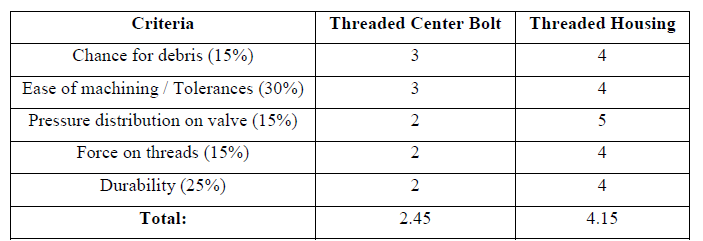 Criteria Threaded Center Bolt Threaded Housing
Chance for debris (15%) 3 4
Ease of machining / Tolerances (30%) 3 4
Pressure distribution on valve (15%) 2 5
Force on threads (15%) 2 4
Durability (25%) 2 4
Total: 2.45 4.15